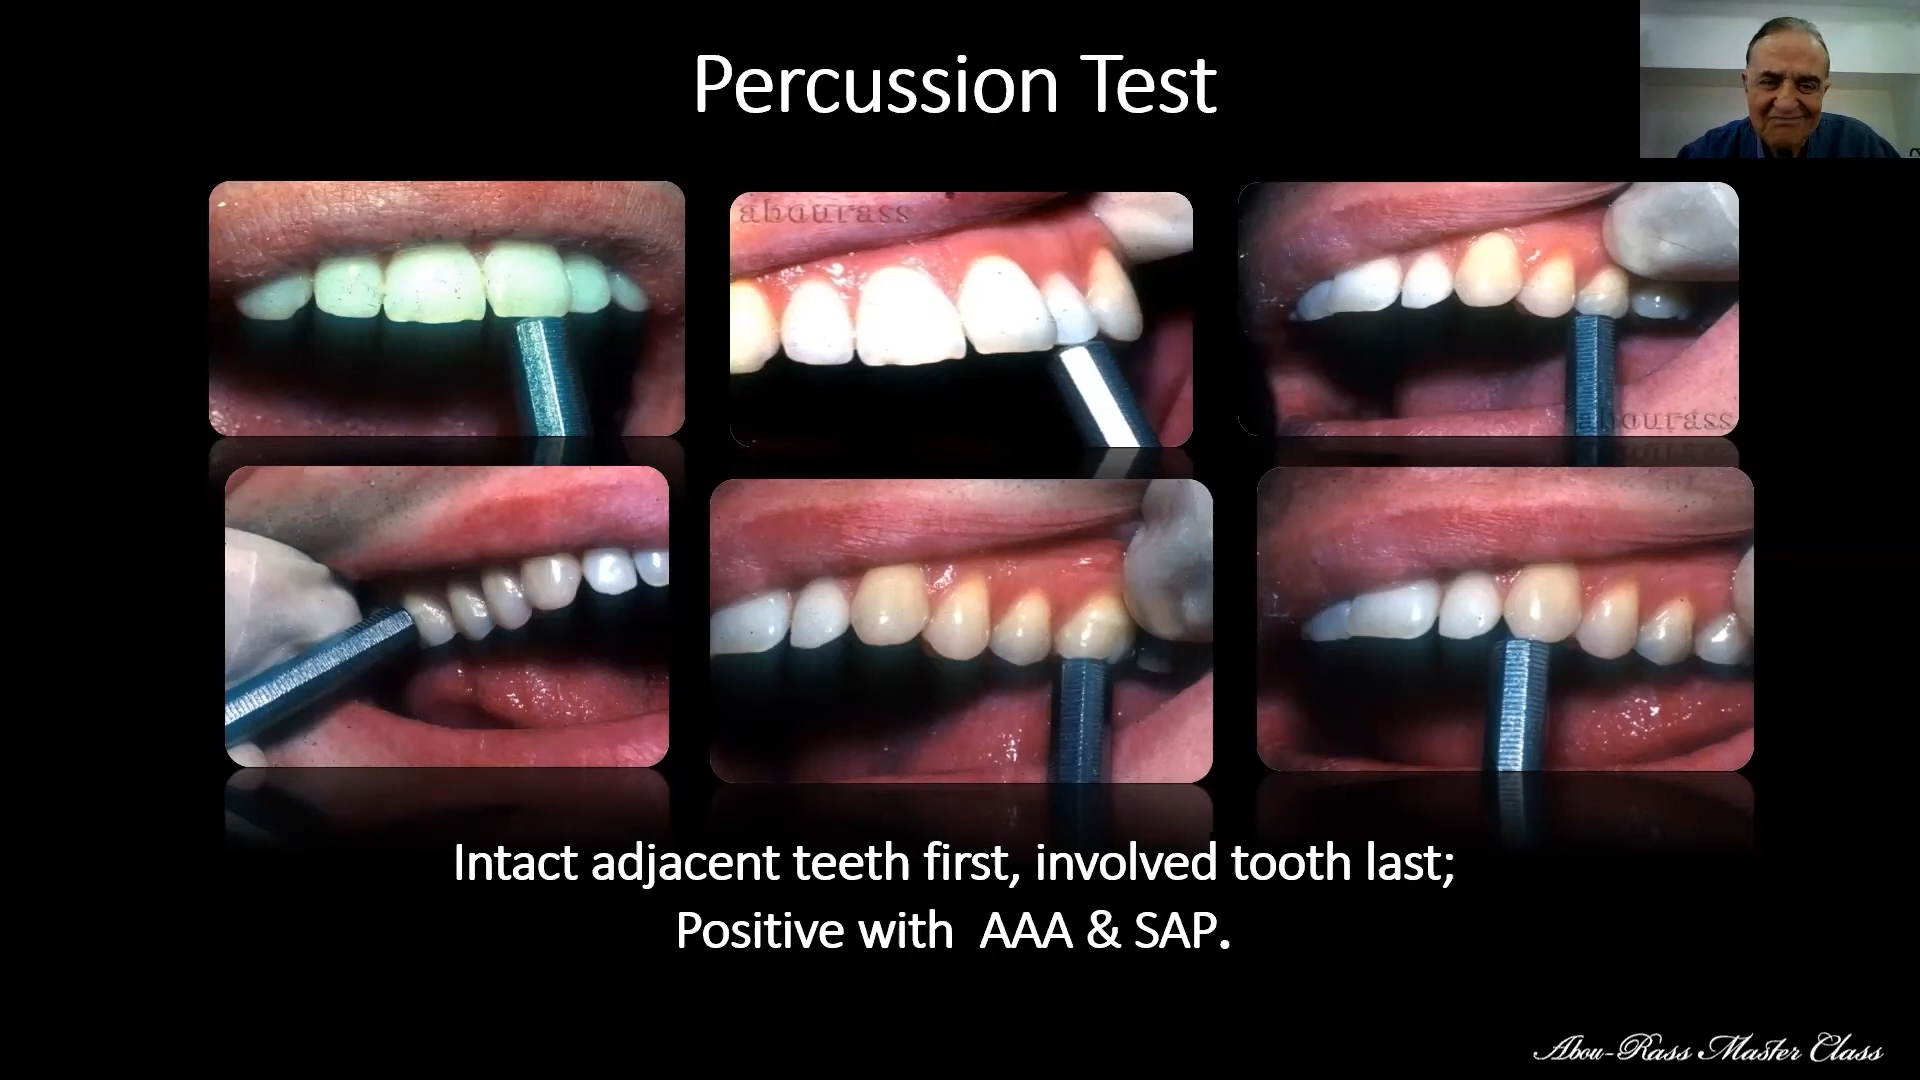 Percussion Test
abourass
abourass
Intact adjacent teeth first, involved tooth last;
Positive with AAA & SAP.
Abou-Rass Master Class